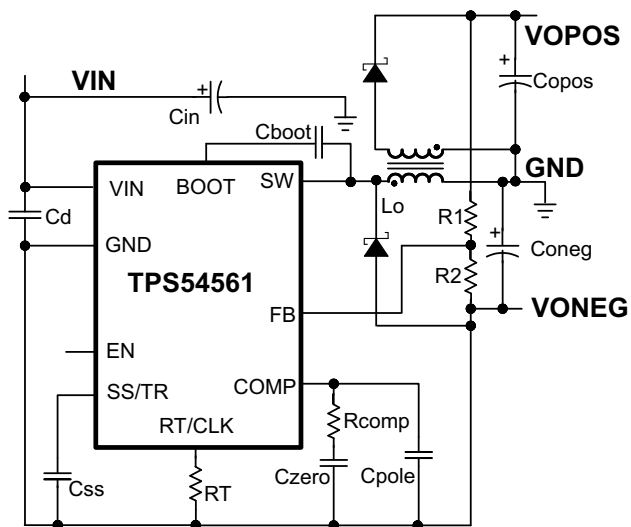 VOPOS
VIN
Copos
Cin
Cboot
GND
VIN
BOOT
SW
Lo
R1
Cd
GND
Coneg
TPS54561
R2
FB
VONEG
EN
COMP
SS/TR
RT/CLK
Rcomp
Css
RT
Czero
Cpole